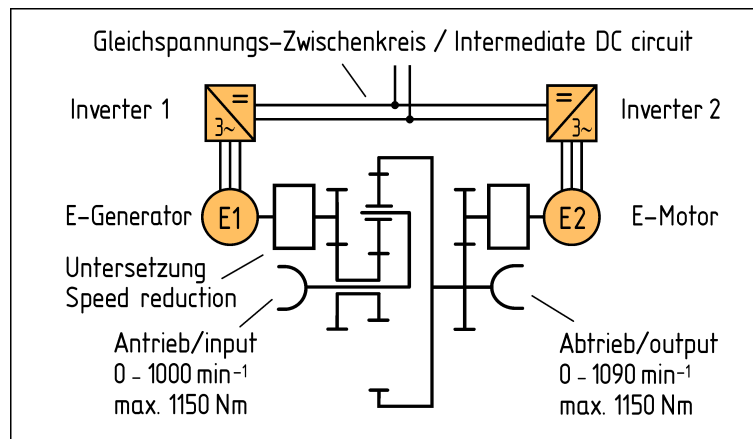 Gleichspannungs-Zwischenkreis / Intermediate DC circuit
Inverter 1
=
3~
=
3~
Inverter 2
E-Generator
E1
E2
E-Motor
Untersetzung
Speed reduction
Antrieb/input
0 - 1000 min⁻¹
max. 1150 Nm
Abtrieb/output
0 - 1090 min⁻¹
max. 1150 Nm